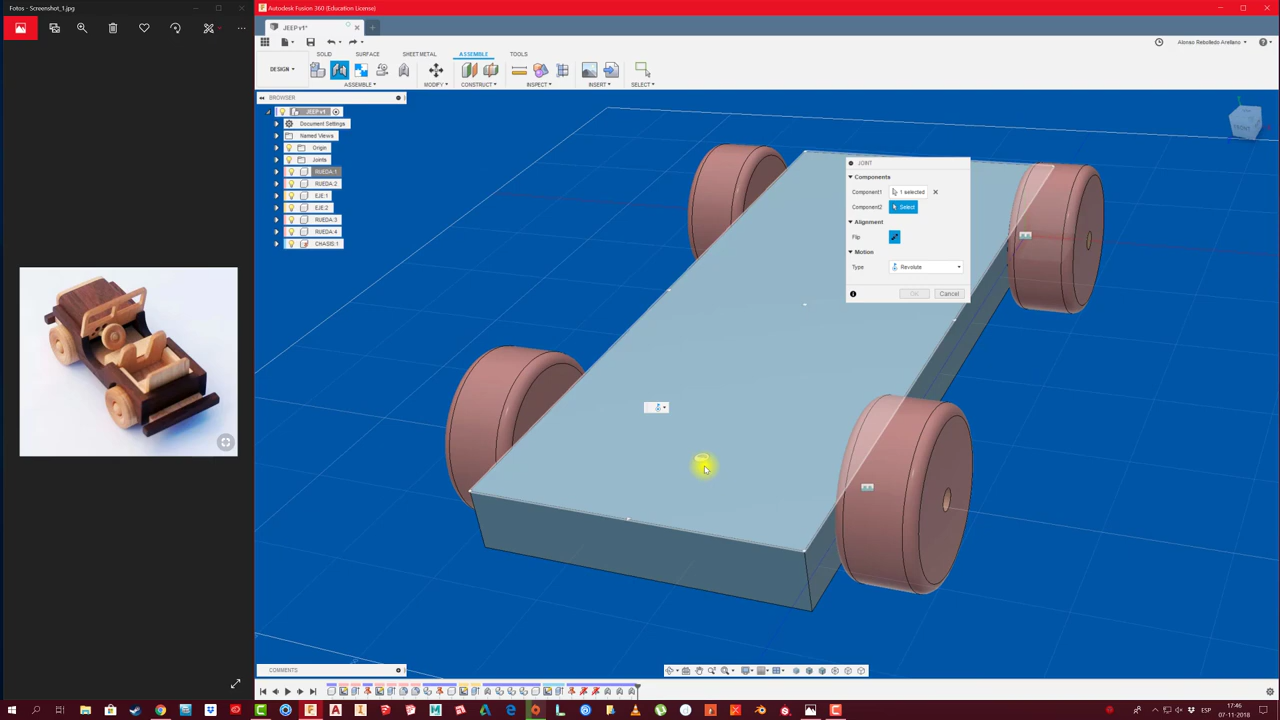 Fotos - Screenshot_1.jpg
Autodesk Fusion 360 (Education License)
JEEP v1*
Alonso Rebolledo Arellano
SOLID
SURFACE
SHEET METAL
ASSEMBLE
TOOLS
DESIGN
ASSEMBLE
MODIFY
CONSTRUCT
INSPECT
INSERT
SELECT
BROWSER
JEEP v1
Document Settings
Named Views
Origin
Joints
RUEDA:1
RUEDA:2
EJE:1
EJE:2
RUEDA:3
RUEDA:4
CHASIS:1
JOINT
Components
Component1
1 selected
Component2
Select
Alignment
Flip
Motion
Type
Revolute
OK
Cancel
COMMENTS
ESP
17:46
07-11-2018